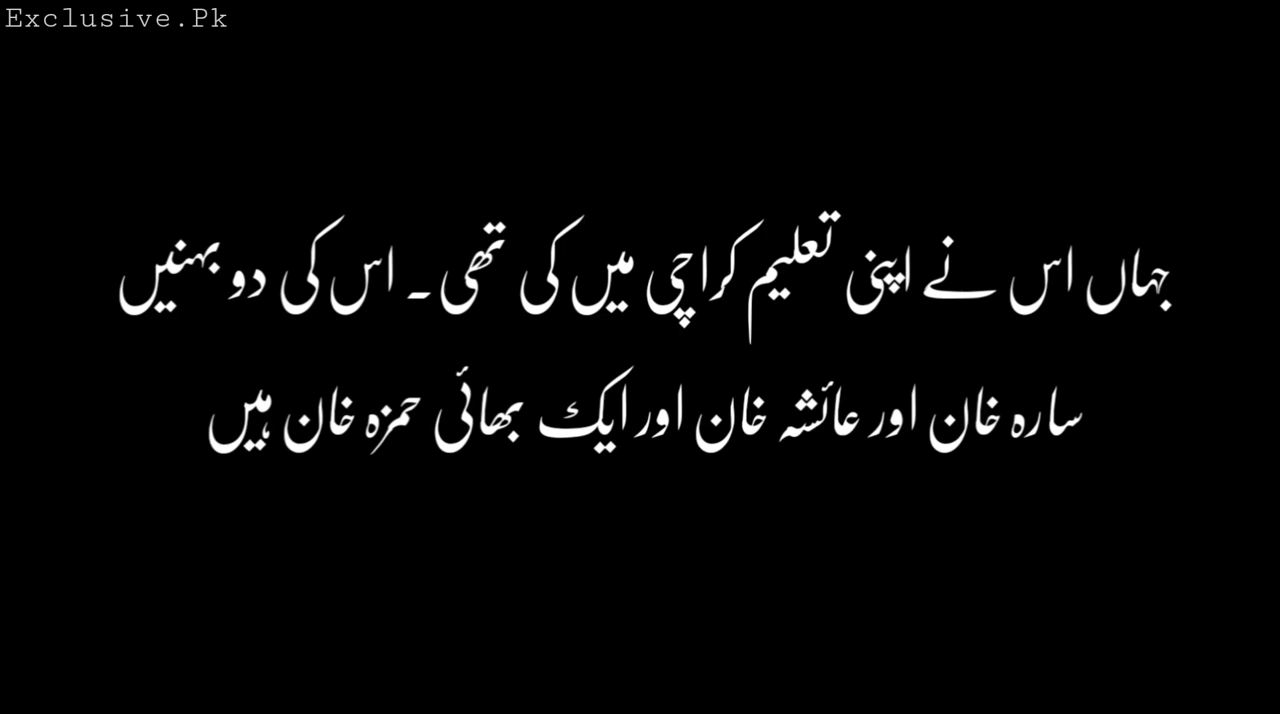 Exclusive.Pk
جہاں اس نے اپنی تعلیم کراچی میں کی تھی۔ اس کی دو بہنیں
سارہ خان اور عائشہ خان اور ایک بھائی حمزہ خان ہیں